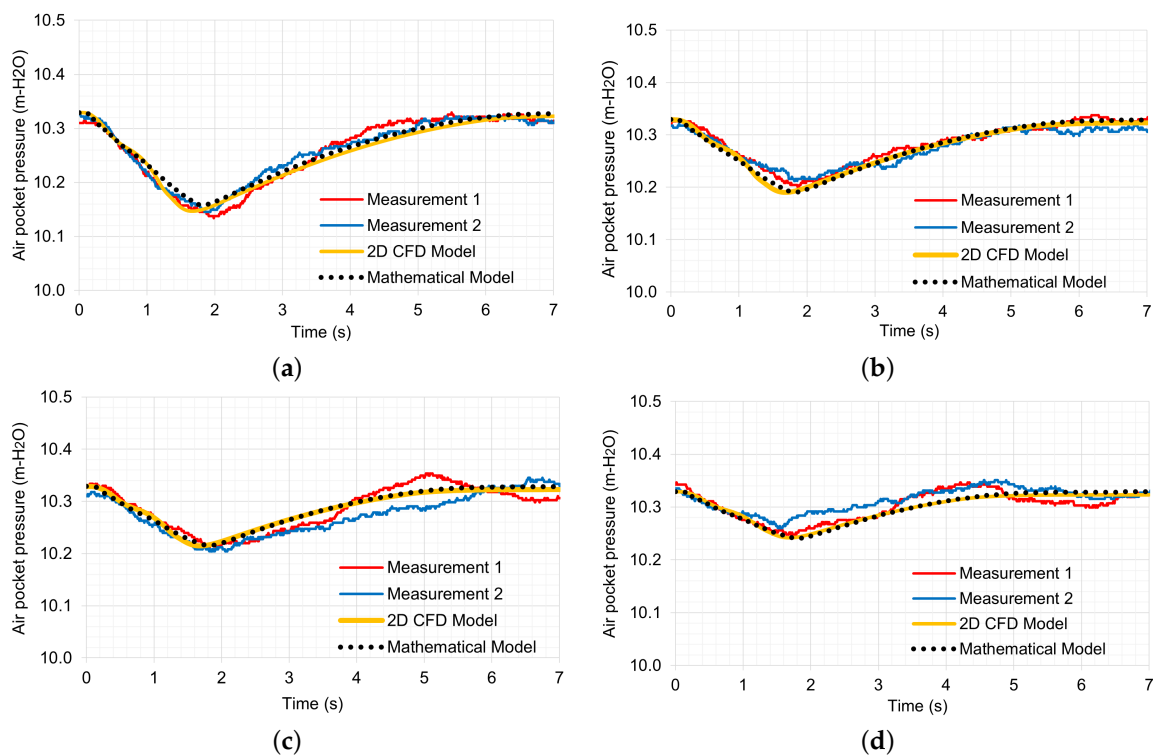 10.5
10.4
10.3
10.2
10.1
10.0
Air pocket pressure (m-H2O)
Measurement 1
Measurement 2
2D CFD Model
Mathematical Model
0 1 2 3 4 5 6 7
Time (s)
(a)
10.5
10.4
10.3
10.2
10.1
10.0
Air pocket pressure (m-H2O)
Measurement 1
Measurement 2
2D CFD Model
Mathematical Model
0 1 2 3 4 5 6 7
Time (s)
(b)
10.5
10.4
10.3
10.2
10.1
10.0
Air pocket pressure (m-H2O)
Measurement 1
Measurement 2
2D CFD Model
Mathematical Model
0 1 2 3 4 5 6 7
Time (s)
(c)
10.5
10.4
10.3
10.2
10.1
10.0
Air pocket pressure (m-H2O)
Measurement 1
Measurement 2
2D CFD Model
Mathematical Model
0 1 2 3 4 5 6 7
Time (s)
(d)